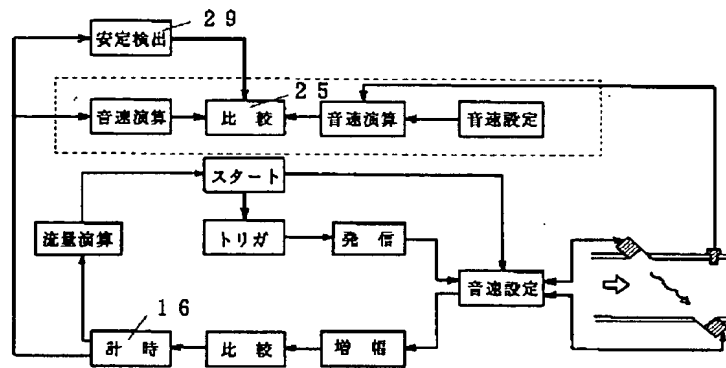 29
安定検出
25
音速演算
比較
音速演算
音速設定
スタート
流量演算
トリガ
発信
音速設定
16
計時
比較
増幅